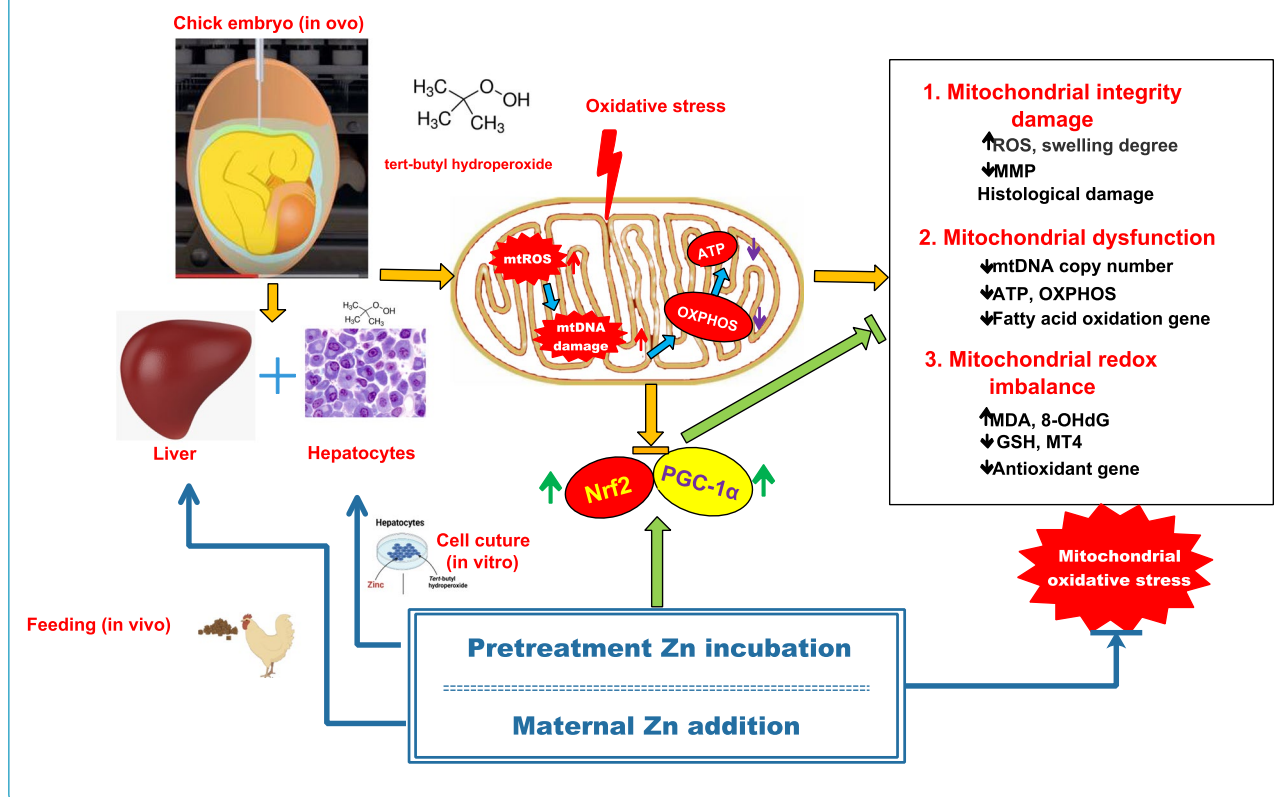 Chick embryo (in ovo)
H₃C
O
OH
H₃C
CH₃
tert-butyl hydroperoxide
Oxidative stress
mtROS
mtDNA
damage
ATP
OXPHOS
1. Mitochondrial integrity
damage
ROS, swelling degree
MMP
Histological damage
2. Mitochondrial dysfunction
mtDNA copy number
ATP, OXPHOS
Fatty acid oxidation gene
3. Mitochondrial redox
imbalance
MDA, 8-OHdG
GSH, MT4
Antioxidant gene
H₃C
O
OH
H₃C
CH₃
Liver
Hepatocytes
Nrf2
PGC-1α
Hepatocytes
Zinc
Tert-butyl
hydroperoxide
Cell cuture
(in vitro)
Mitochondrial
oxidative stress
Feeding (in vivo)
Pretreatment Zn incubation
Maternal Zn addition